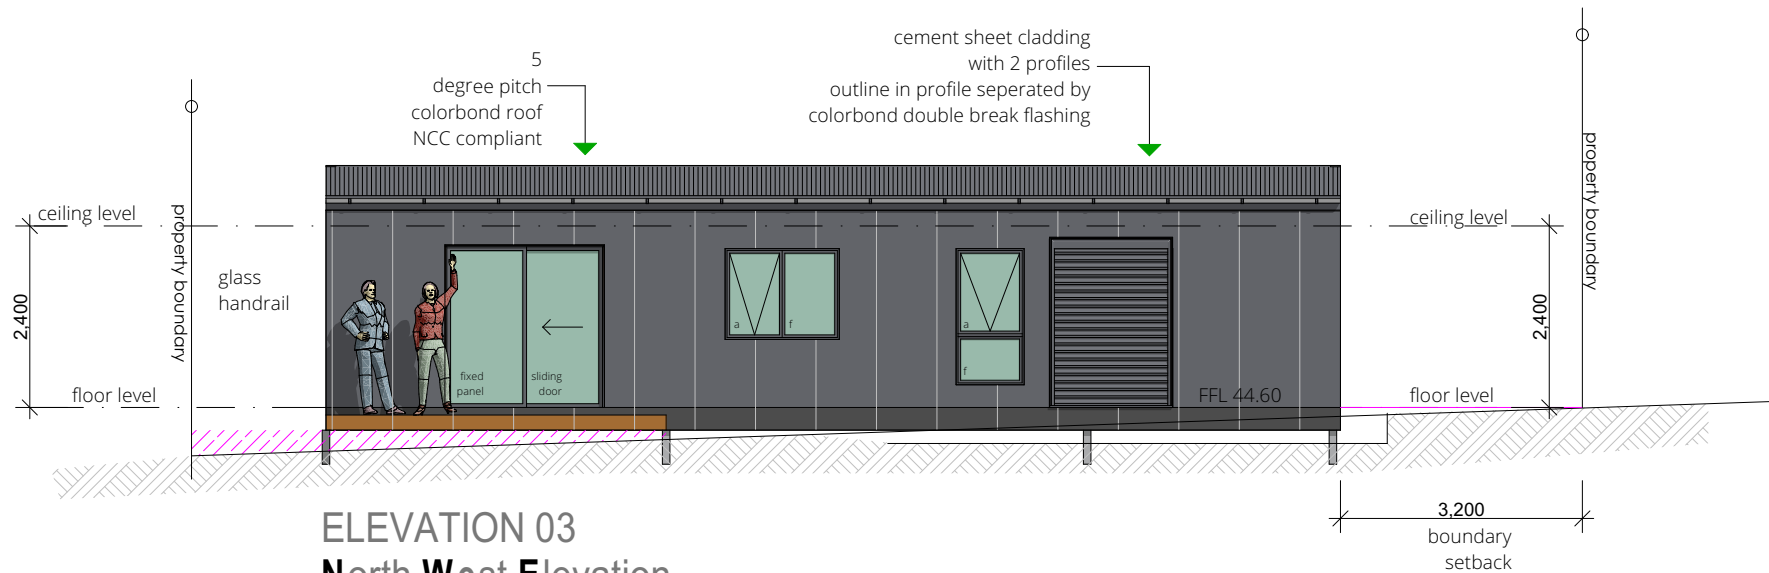 5
degree pitch
colorbond roof
NCC compliant
cement sheet cladding
with 2 profiles
outline in profile seperated by
colorbond double break flashing
property boundary
property boundary
ceiling level
ceiling level
glass
handrail
2,400
2,400
a
f
a
f
fixed
panel
sliding
door
floor level
FFL 44.60
floor level
3,200
boundary
setback
ELEVATION 03
North West Elevation